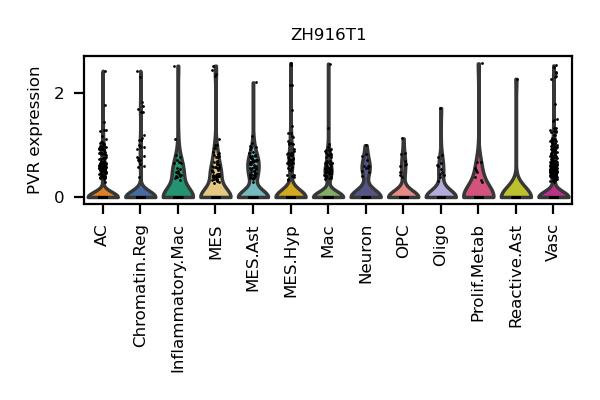 ZH916T1
PVR expression
2
0
AC
Chromatin.Reg
Inflammatory.Mac
MES
MES.Ast
MES.Hyp
Mac
Neuron
OPC
Oligo
Prolif.Metab
Reactive.Ast
Vasc